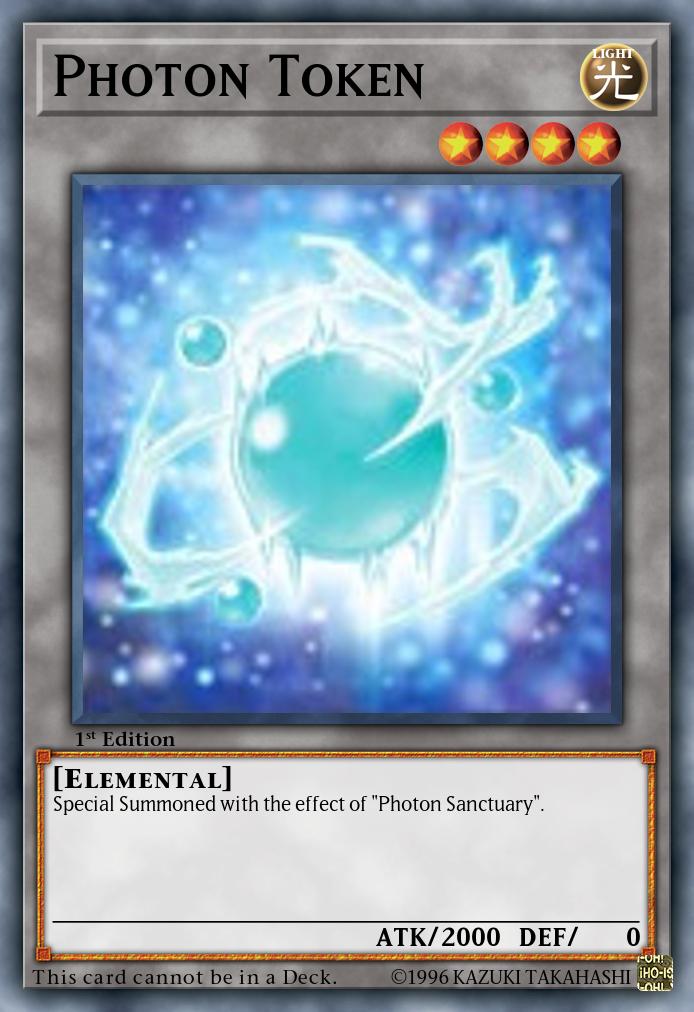 PHOTON TOKEN
LIGHT
光
1st Edition
[ELEMENTAL]
Special Summoned with the effect of "Photon Sanctuary".
ATK/2000 DEF/ 0
This card cannot be in a Deck. ©1996 KAZUKI TAKAHASHI